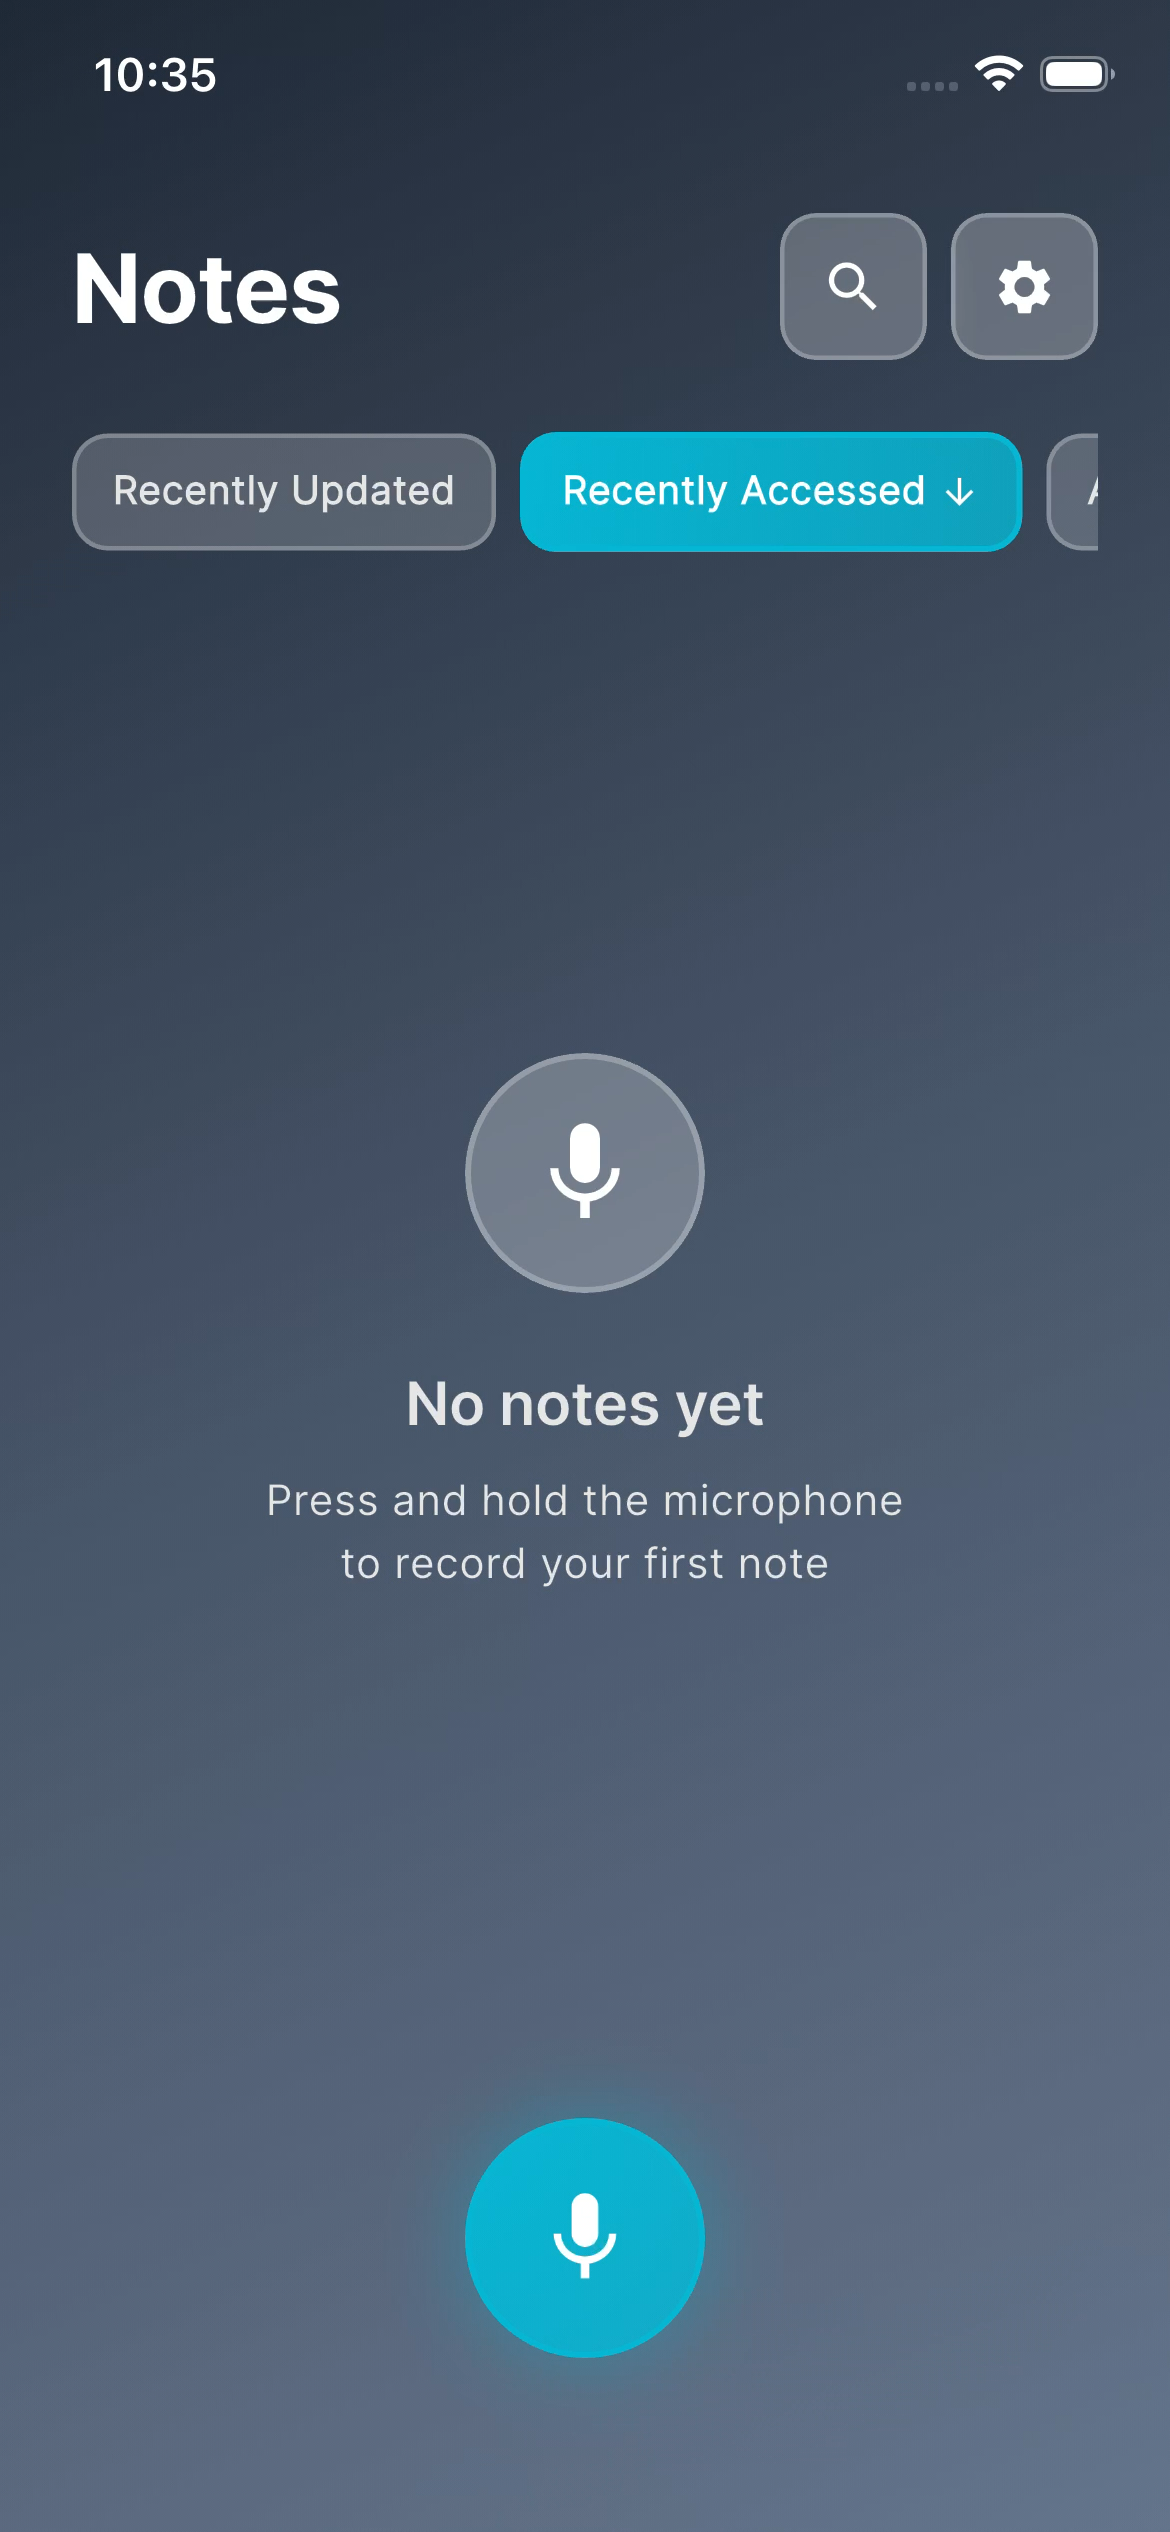 10:35
Notes
Recently Updated
Recently Accessed ↓
No notes yet
Press and hold the microphone
to record your first note